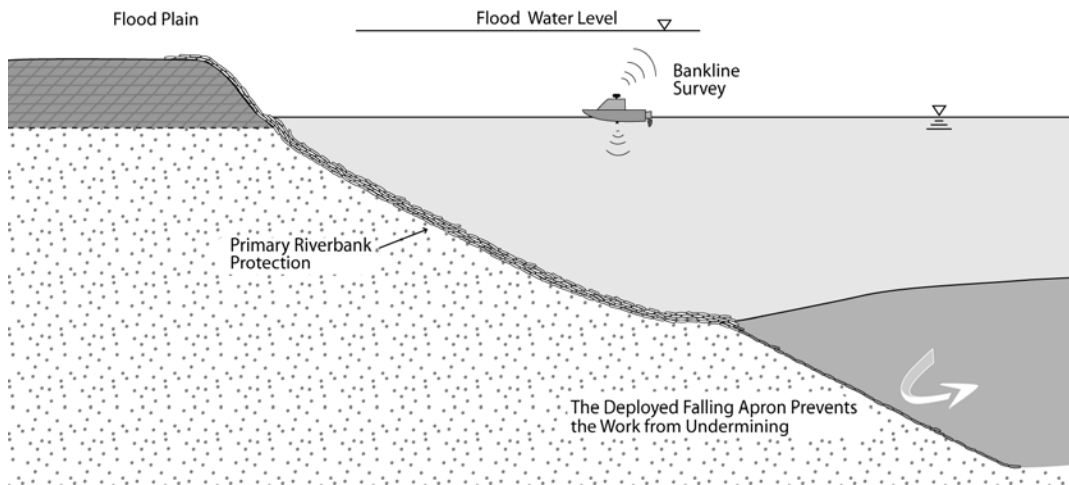 Flood Plain
Flood Water Level
Bankline
Survey
Primary Riverbank
Protection
The Deployed Falling Apron Prevents
the Work from Undermining